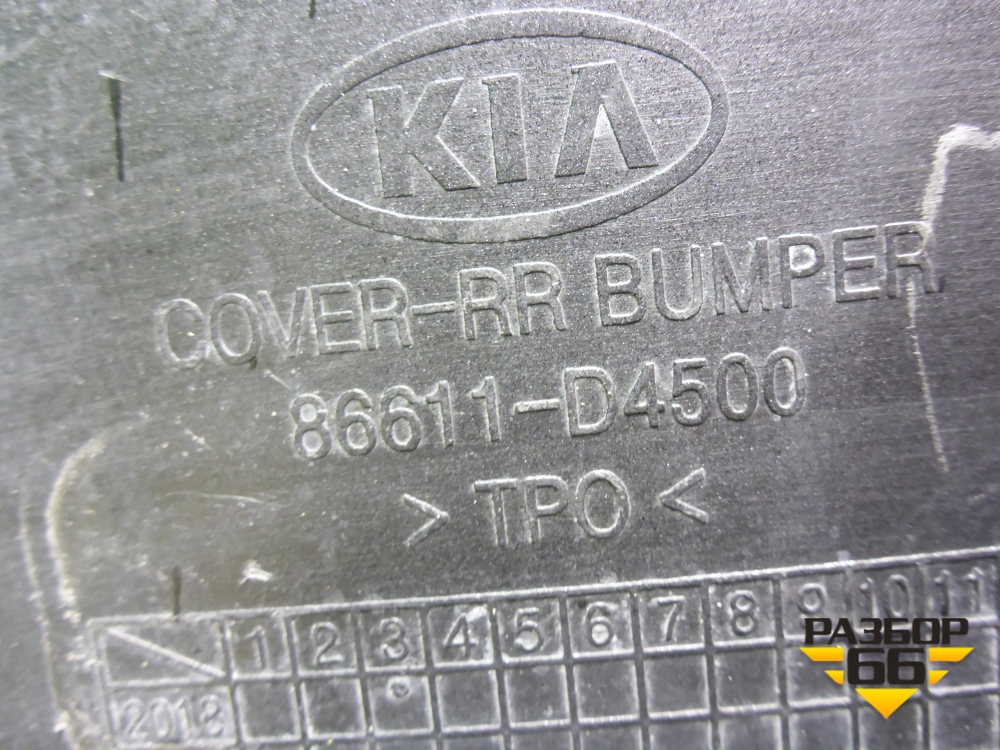 KIA
COVER-RR BUMPER
86611-D4500
> TPO <
1 2 3 4 5 6 7 8 9 10 11
2018
РАЗБОР
66